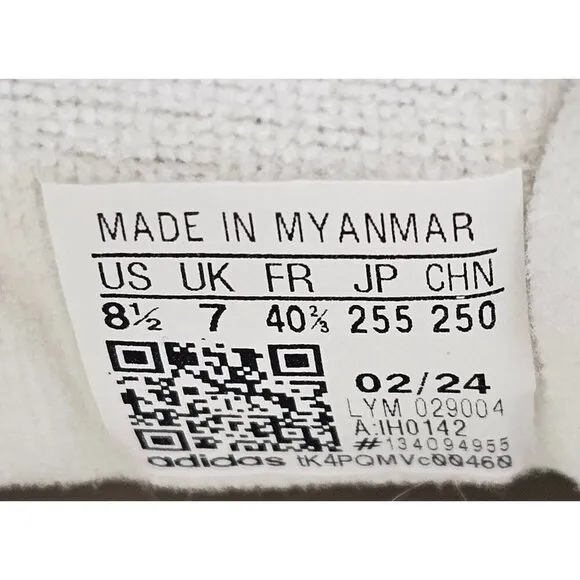 MADE IN MYANMAR
US UK FR JP CHN
8½ 7 40⅔ 255 250
02/24
LYM 029004
A:IH0142
#134094955
adidas tK4PQMVc00460